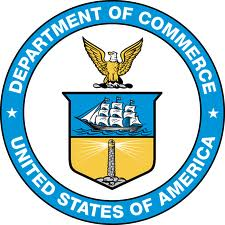 DEPARTMENT OF COMMERCE
UNITED STATES OF AMERICA